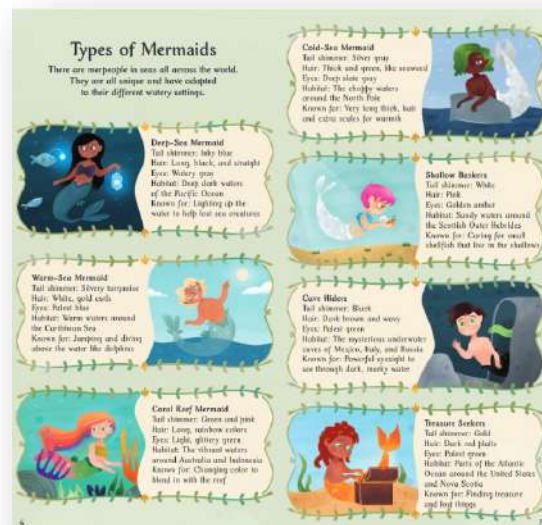 Types of Mermaids
There are merpeople in seas all across the world.
They are all unique and have adapted
to their different watery settings.
Deep-Sea Mermaid
Tail shimmer: Inky blue
Hair: Long, black, and straight
Eyes: Watery gray
Habitat: Deep dark waters
of the Pacific Ocean
Known for: Lighting up the
water to help lost sea creatures
Warm-Sea Mermaid
Tail shimmer: Silvery turquoise
Hair: White, gold curls
Eyes: Palest blue
Habitat: Warm waters around
the Caribbean Sea
Known for: Jumping and diving
above the water like dolphins
Coral Reef Mermaid
Tail shimmer: Green and pink
Hair: Long, rainbow colors
Eyes: Light, glittery green
Habitat: The vibrant waters
around Australia and Indonesia
Known for: Changing color to
blend in with the reef
Cold-Sea Mermaid
Tail shimmer: Silver gray
Hair: Thick and green, like seaweed
Eyes: Deep slate gray
Habitat: The choppy waters
around the North Pole
Known for: Very long thick, hair
and extra scales for warmth
Shallow Baskers
Tail shimmer: White
Hair: Pink
Eyes: Golden amber
Habitat: Sandy waters around
the Scottish Outer Hebrides
Known for: Caring for small
shellfish that live in the shallows
Cave Hiders
Tail shimmer: Black
Hair: Dark brown and wavy
Eyes: Palest green
Habitat: The mysterious underwater
caves of Mexico, Italy, and Russia
Known for: Powerful eyesight to
see through dark, murky water
Treasure Seekers
Tail shimmer: Gold
Hair: Dark red plaits
Eyes: Palest green
Habitat: Parts of the Atlantic
Ocean around the United States
and Nova Scotia
Known for: Finding treasure
and lost things